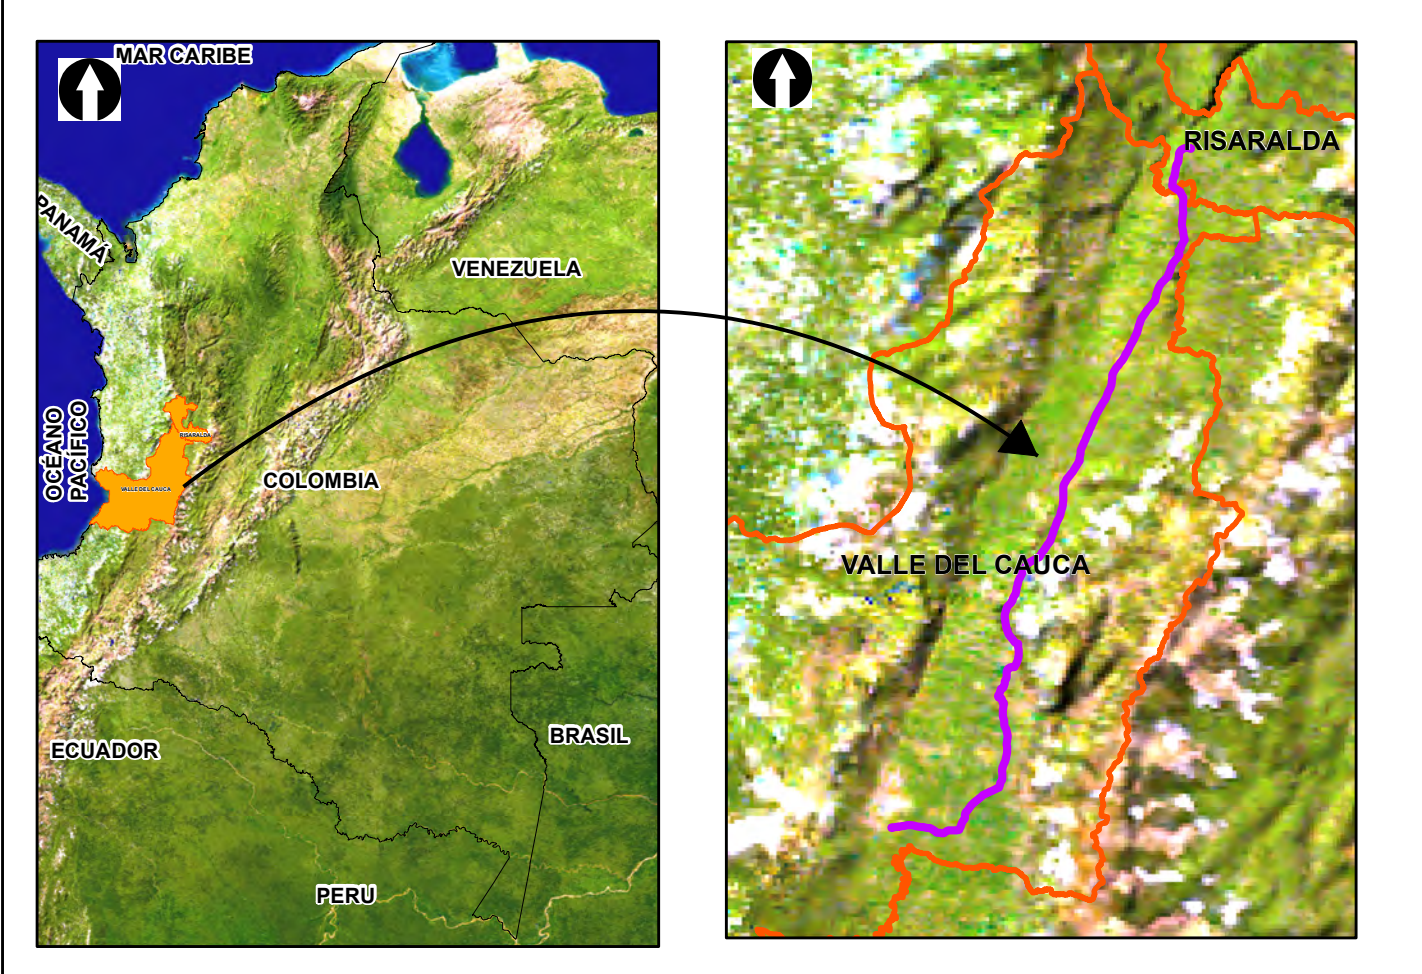 MAR CARIBE
PANAMÁ
VENEZUELA
OCÉANO
PACÍFICO
RISARALDA
VALLE DEL CAUCA
COLOMBIA
ECUADOR
BRASIL
PERU
RISARALDA
VALLE DEL CAUCA